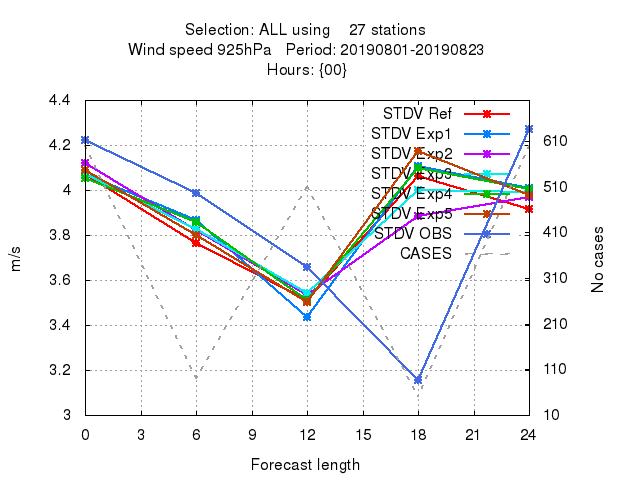 Selection: ALL using    27 stations
Wind speed 925hPa   Period: 20190801-20190823
Hours: {00}
4.4
4.2
4
3.8
3.6
3.4
3.2
3
m/s
610
510
410
310
210
110
10
No cases
STDV Ref
STDV Exp1
STDV Exp2
STDV Exp3
STDV Exp4
STDV Exp5
STDV OBS
CASES
0 3 6 9 12 15 18 21 24
Forecast length